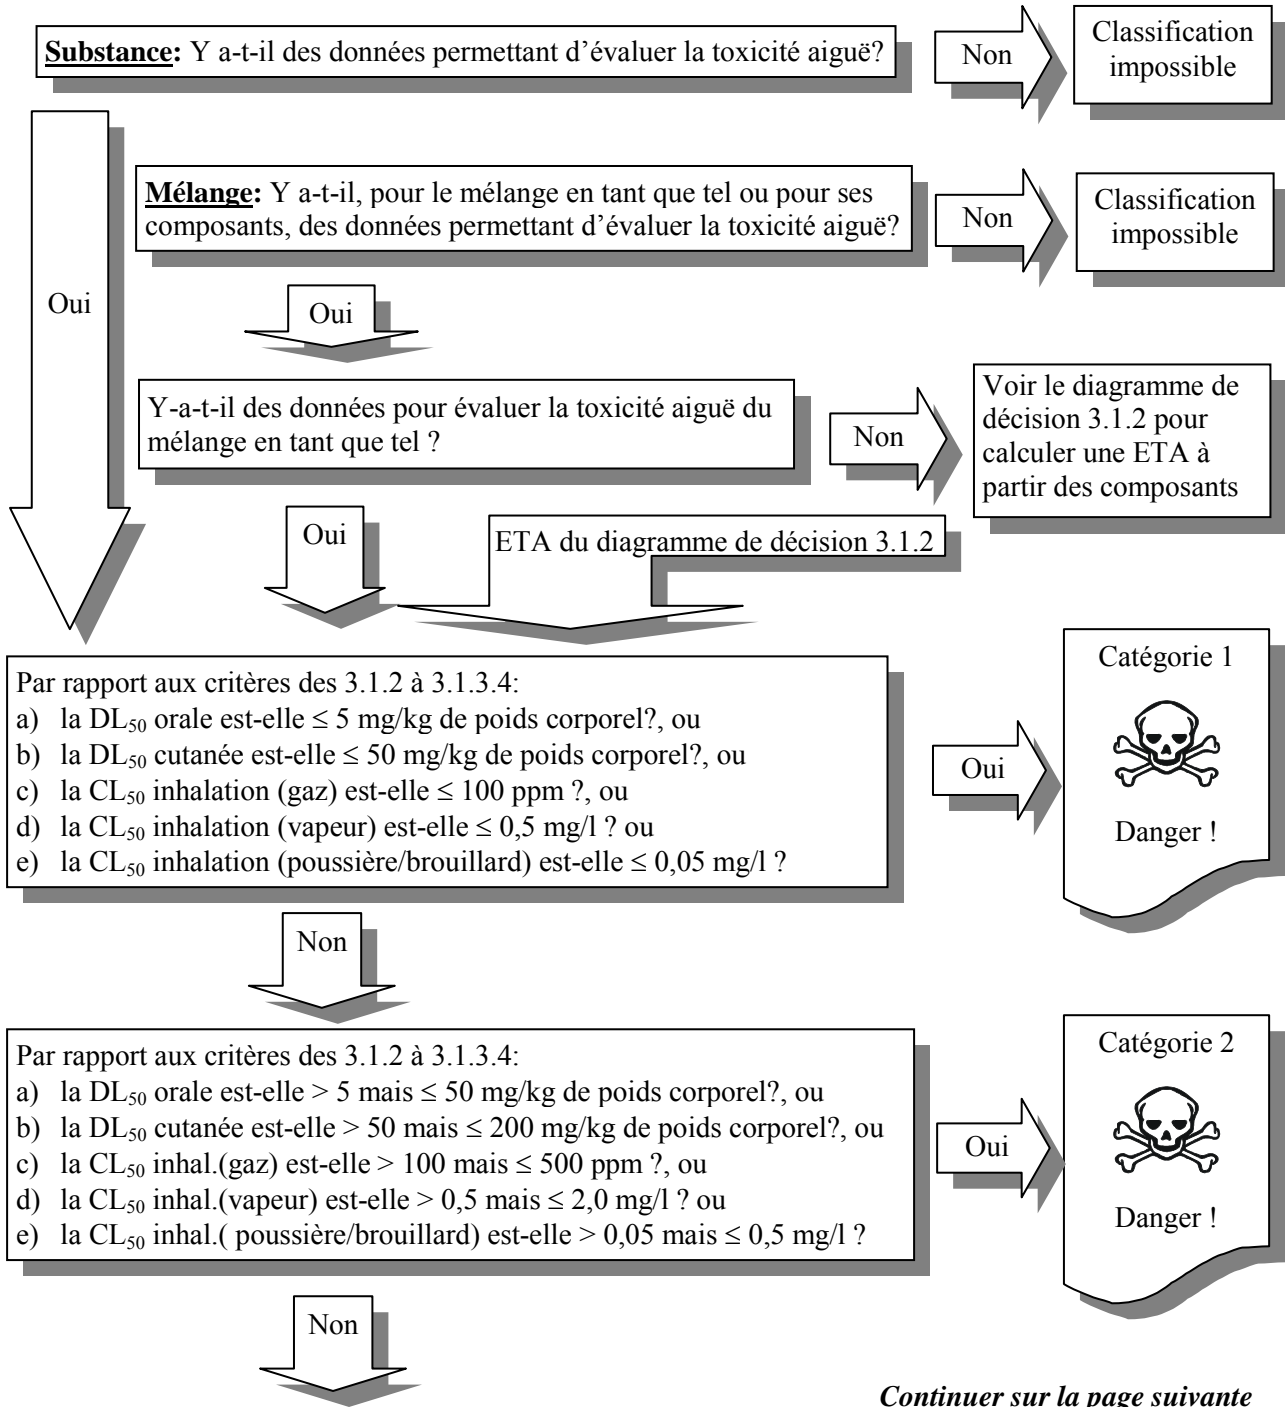 Substance: Y a-t-il des données permettant d'évaluer la toxicité aiguë?
Non
Classification
impossible
Mélange: Y a-t-il, pour le mélange en tant que tel ou pour ses
composants, des données permettant d'évaluer la toxicité aiguë?
Non
Classification
impossible
Oui
Oui
Y-a-t-il des données pour évaluer la toxicité aiguë du
mélange en tant que tel ?
Non
Voir le diagramme de
décision 3.1.2 pour
calculer une ETA à
partir des composants
Oui
ETA du diagramme de décision 3.1.2
Par rapport aux critères des 3.1.2 à 3.1.3.4:
a) la DL₅₀ orale est-elle ≤ 5 mg/kg de poids corporel?, ou
b) la DL₅₀ cutanée est-elle ≤ 50 mg/kg de poids corporel?, ou
c) la CL₅₀ inhalation (gaz) est-elle ≤ 100 ppm ?, ou
d) la CL₅₀ inhalation (vapeur) est-elle ≤ 0,5 mg/l ? ou
e) la CL₅₀ inhalation (poussière/brouillard) est-elle ≤ 0,05 mg/l ?
Oui
Catégorie 1
Danger !
Non
Par rapport aux critères des 3.1.2 à 3.1.3.4:
a) la DL₅₀ orale est-elle > 5 mais ≤ 50 mg/kg de poids corporel?, ou
b) la DL₅₀ cutanée est-elle > 50 mais ≤ 200 mg/kg de poids corporel?, ou
c) la CL₅₀ inhal.(gaz) est-elle > 100 mais ≤ 500 ppm ?, ou
d) la CL₅₀ inhal.(vapeur) est-elle > 0,5 mais ≤ 2,0 mg/l ? ou
e) la CL₅₀ inhal.( poussière/brouillard) est-elle > 0,05 mais ≤ 0,5 mg/l ?
Oui
Catégorie 2
Danger !
Non
Continuer sur la page suivante